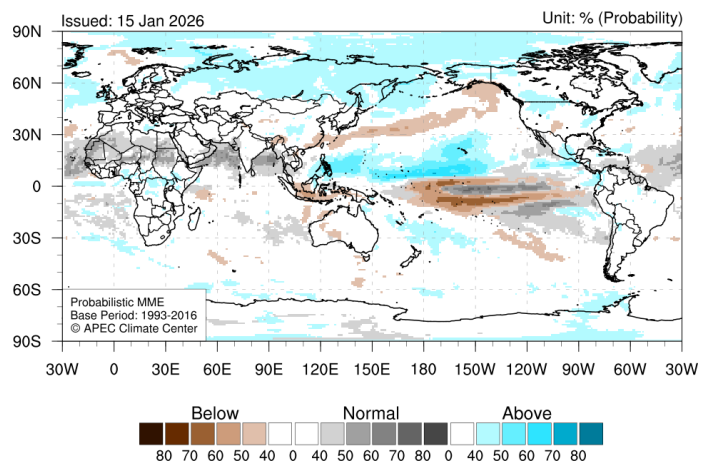 Issued: 15 Jan 2026
Unit: % (Probability)
90N
60N
30N
0
30S
60S
90S
Probabilistic MME
Base Period: 1993-2016
© APEC Climate Center
30W 0 30E 60E 90E 120E 150E 180 150W 120W 90W 60W 30W
Below Normal Above
80 70 60 50 40 0 0 40 50 60 70 80 0 40 50 60 70 80